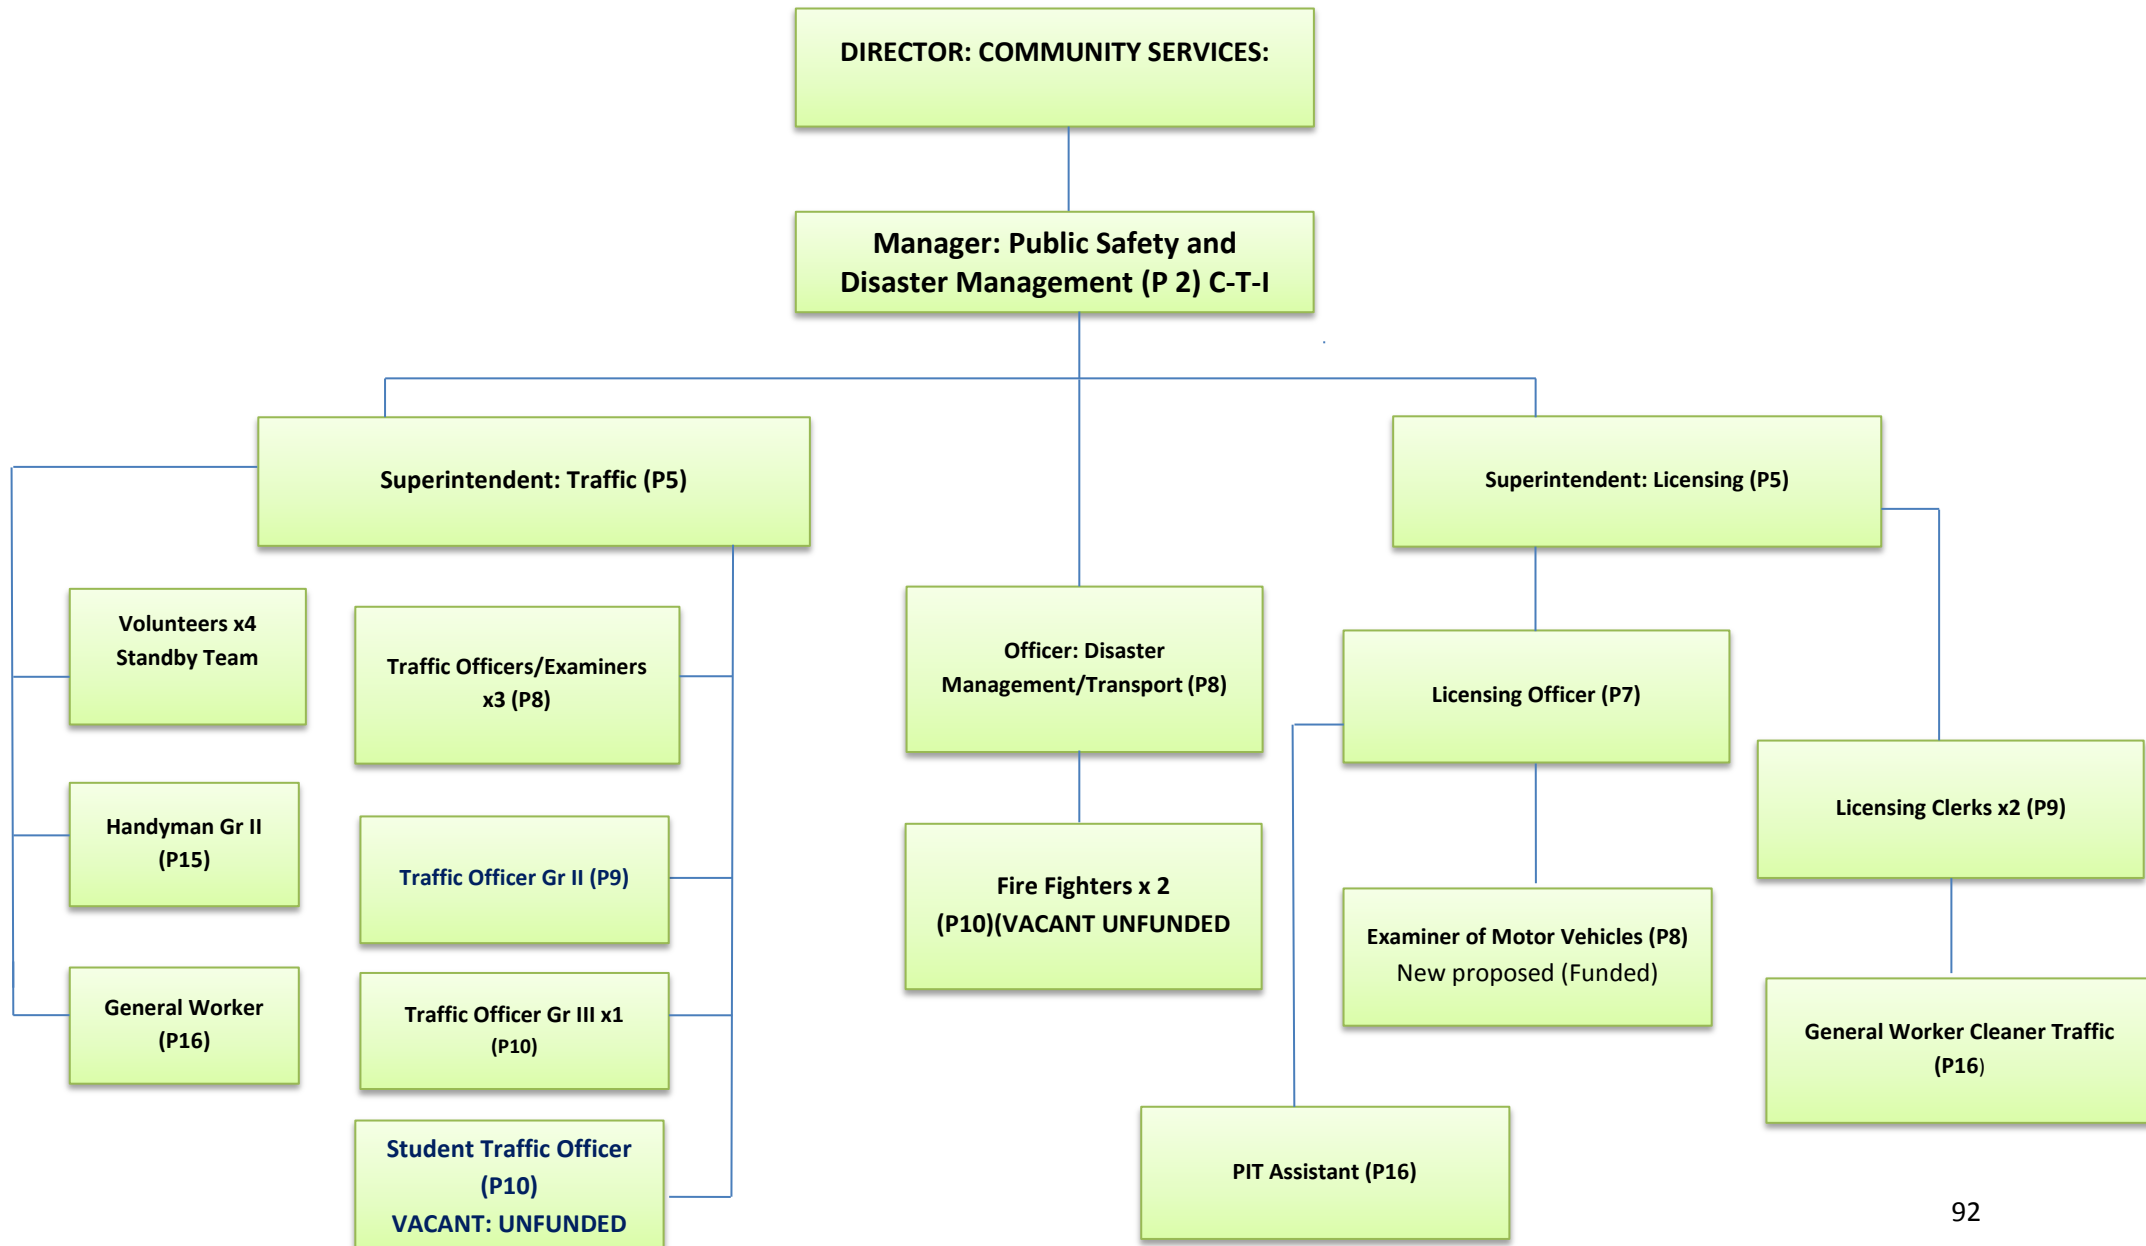 DIRECTOR: COMMUNITY SERVICES:
Manager: Public Safety and
Disaster Management (P 2) C-T-I
Superintendent: Traffic (P5)
Superintendent: Licensing (P5)
Volunteers x4
Standby Team
Traffic Officers/Examiners
x3 (P8)
Officer: Disaster
Management/Transport (P8)
Licensing Officer (P7)
Licensing Clerks x2 (P9)
Handyman Gr II
(P15)
Traffic Officer Gr II (P9)
Fire Fighters x 2
(P10)(VACANT UNFUNDED
Examiner of Motor Vehicles (P8)
New proposed (Funded)
General Worker
(P16)
Traffic Officer Gr III x1
(P10)
General Worker Cleaner Traffic
(P16)
Student Traffic Officer
(P10)
VACANT: UNFUNDED
PIT Assistant (P16)
92